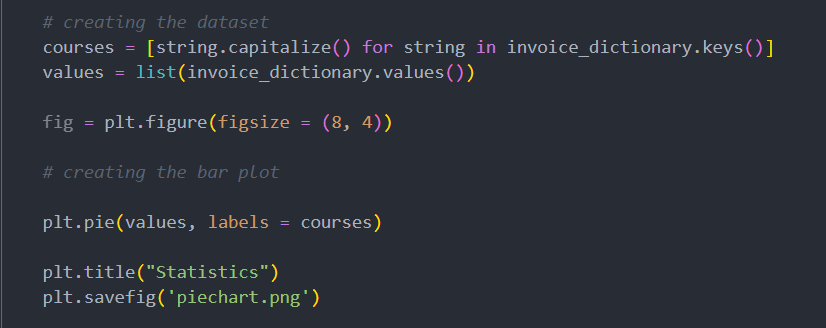 # creating the dataset
courses = [string.capitalize() for string in invoice_dictionary.keys()]
values = list(invoice_dictionary.values())
fig = plt.figure(figsize = (8, 4))
# creating the bar plot
plt.pie(values, labels = courses)
plt.title("Statistics")
plt.savefig('piechart.png')